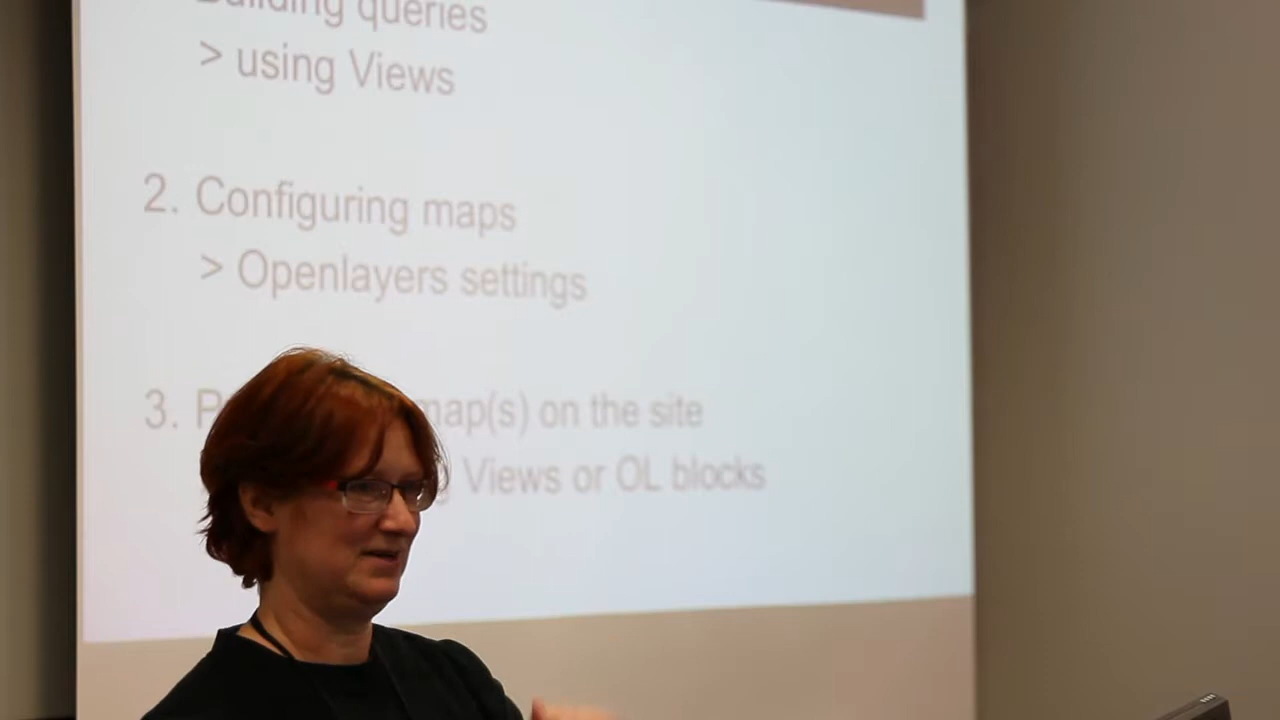 Building queries
> using Views
2. Configuring maps
> Openlayers settings
3. map(s) on the site
Views or OL blocks